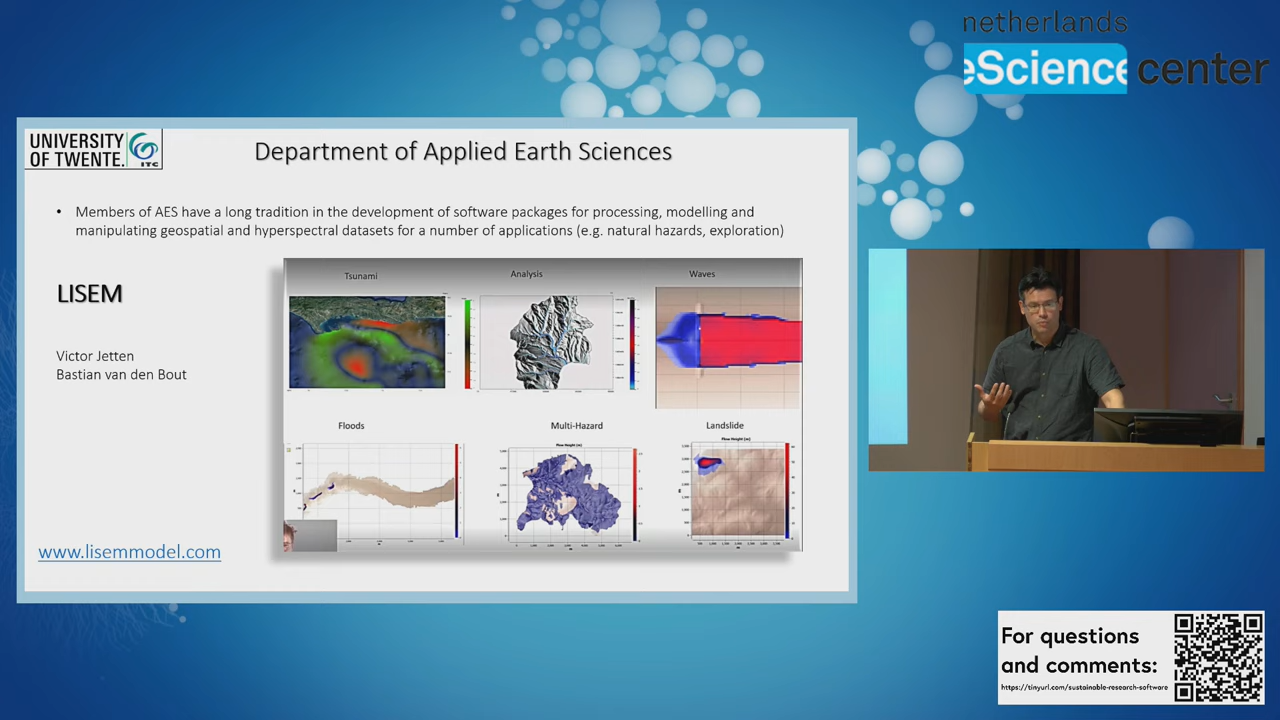 netherlands
eScience center
UNIVERSITY
OF TWENTE.
ITC
Department of Applied Earth Sciences
• Members of AES have a long tradition in the development of software packages for processing, modelling and
manipulating geospatial and hyperspectral datasets for a number of applications (e.g. natural hazards, exploration)
LISEM
Victor Jetten
Bastian van den Bout
www.lisemmodel.com
Tsunami
Analysis
Waves
Floods
Multi-Hazard
Landslide
Flow Height [m]
Flow Height [m]
For questions
and comments:
https://tinyurl.com/sustainable-research-software